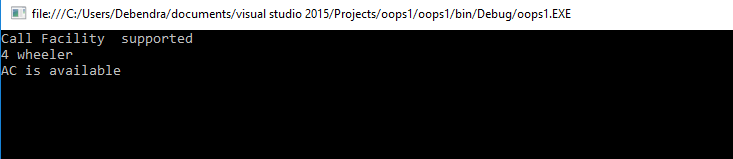 file:///C:/Users/Debendra/documents/visual studio 2015/Projects/oops1/oops1/bin/Debug/oops1.EXE
Call Facility  supported
4 wheeler
AC is available